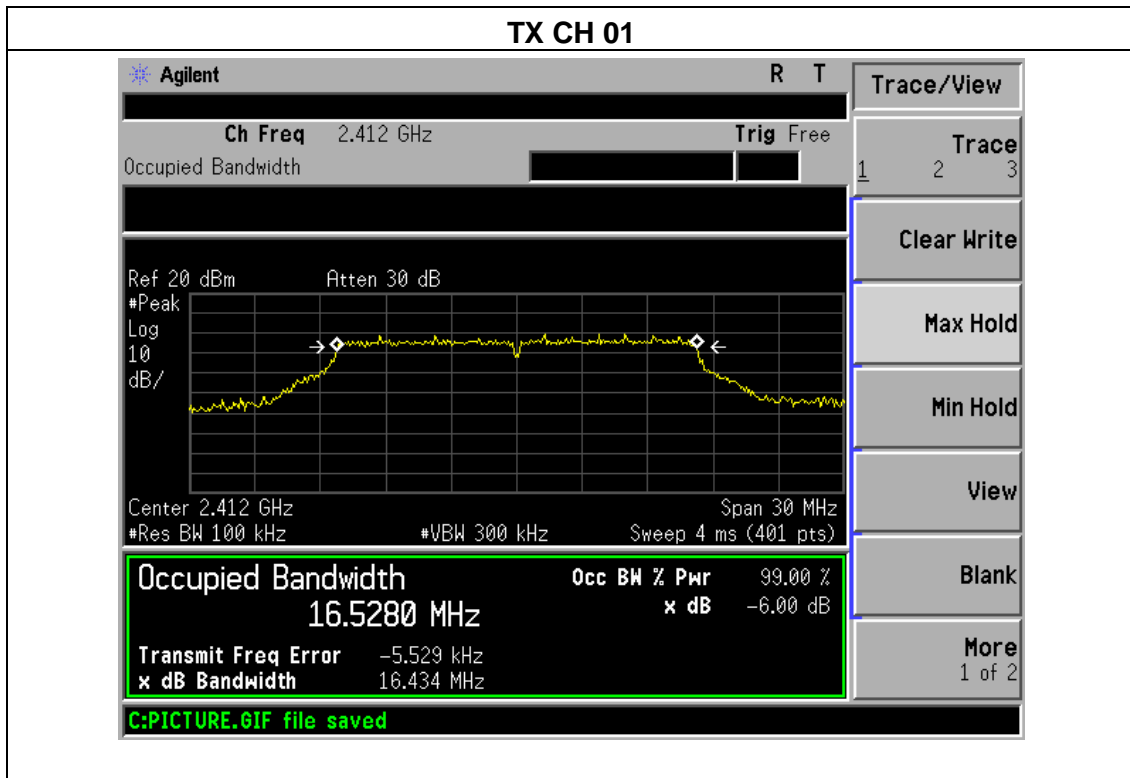 TX CH 01
Agilent R T
Trace/View
Ch Freq 2.412 GHz Trig Free
Occupied Bandwidth
Trace
1 2 3
Clear Write
Ref 20 dBm Atten 30 dB
#Peak
Log
10
dB/
Max Hold
Min Hold
View
Center 2.412 GHz Span 30 MHz
#Res BW 100 kHz #VBW 300 kHz Sweep 4 ms (401 pts)
Occupied Bandwidth Occ BW % Pwr 99.00 %
16.5280 MHz x dB -6.00 dB
Blank
Transmit Freq Error -5.529 kHz
x dB Bandwidth 16.434 MHz
More
1 of 2
C:PICTURE.GIF file saved